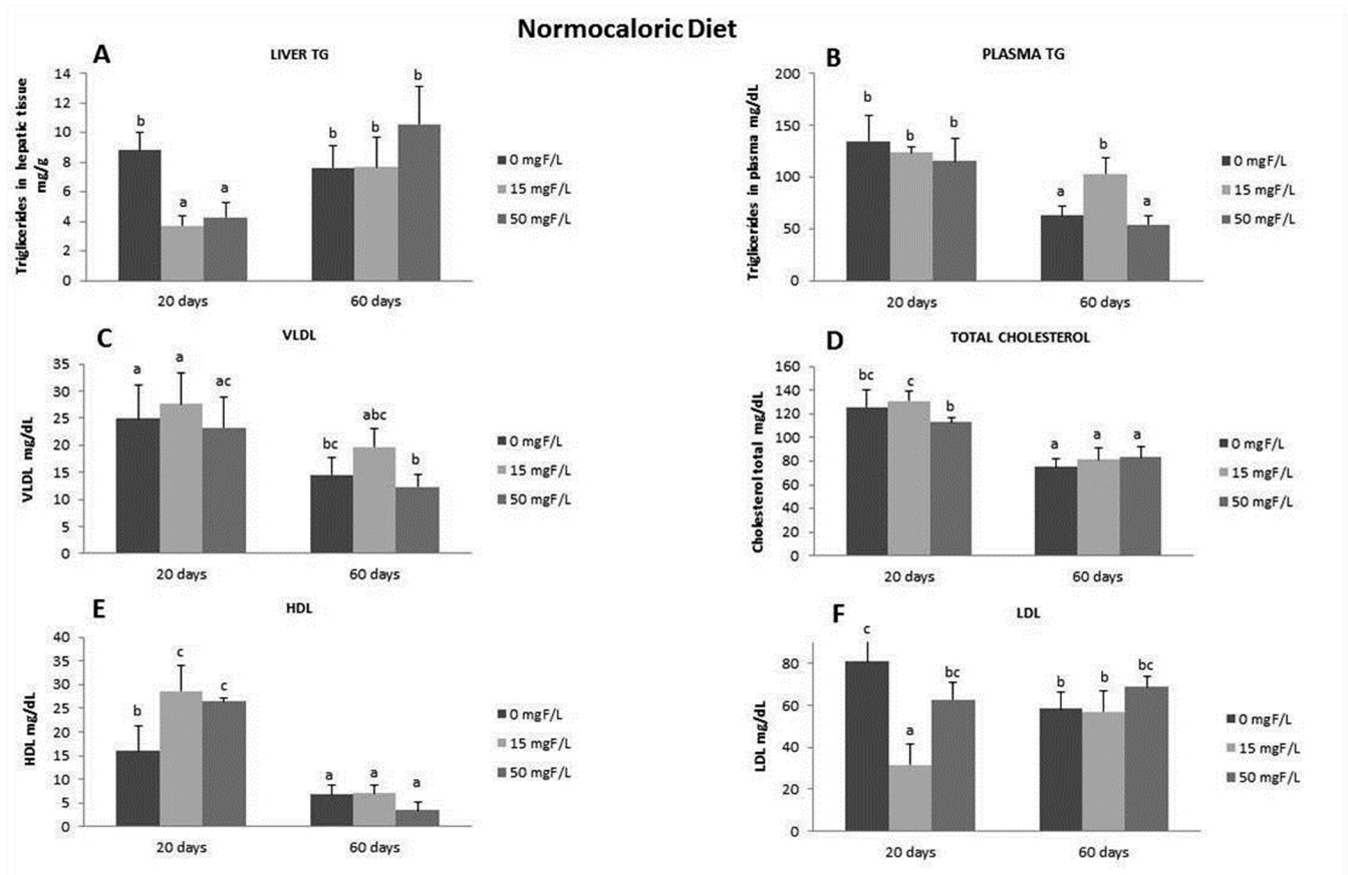 Normocaloric Diet
A
LIVER TG
Triglicerides in hepatic tissue
mg/g
14
12
10
8
6
4
2
0
b
a
a
b
b
b
20 days
60 days
0 mgF/L
15 mgF/L
50 mgF/L
B
PLASMA TG
Triglicerides in plasma mg/dL
200
150
100
50
0
b
b
b
a
b
a
20 days
60 days
0 mgF/L
15 mgF/L
50 mgF/L
C
VLDL
VLDL mg/dL
35
30
25
20
15
10
5
0
a
a
ac
bc
abc
b
20 days
60 days
0 mgF/L
15 mgF/L
50 mgF/L
D
TOTAL CHOLESTEROL
Cholesterol total mg/dL
160
140
120
100
80
60
40
20
0
bc
c
b
a
a
a
20 days
60 days
0 mgF/L
15 mgF/L
50 mgF/L
E
HDL
HDL mg/dL
40
35
30
25
20
15
10
5
0
b
c
c
a
a
a
20 days
60 days
0 mgF/L
15 mgF/L
50 mgF/L
F
LDL
LDL mg/dL
80
60
40
20
0
c
a
bc
b
b
bc
20 days
60 days
0 mgF/L
15 mgF/L
50 mgF/L